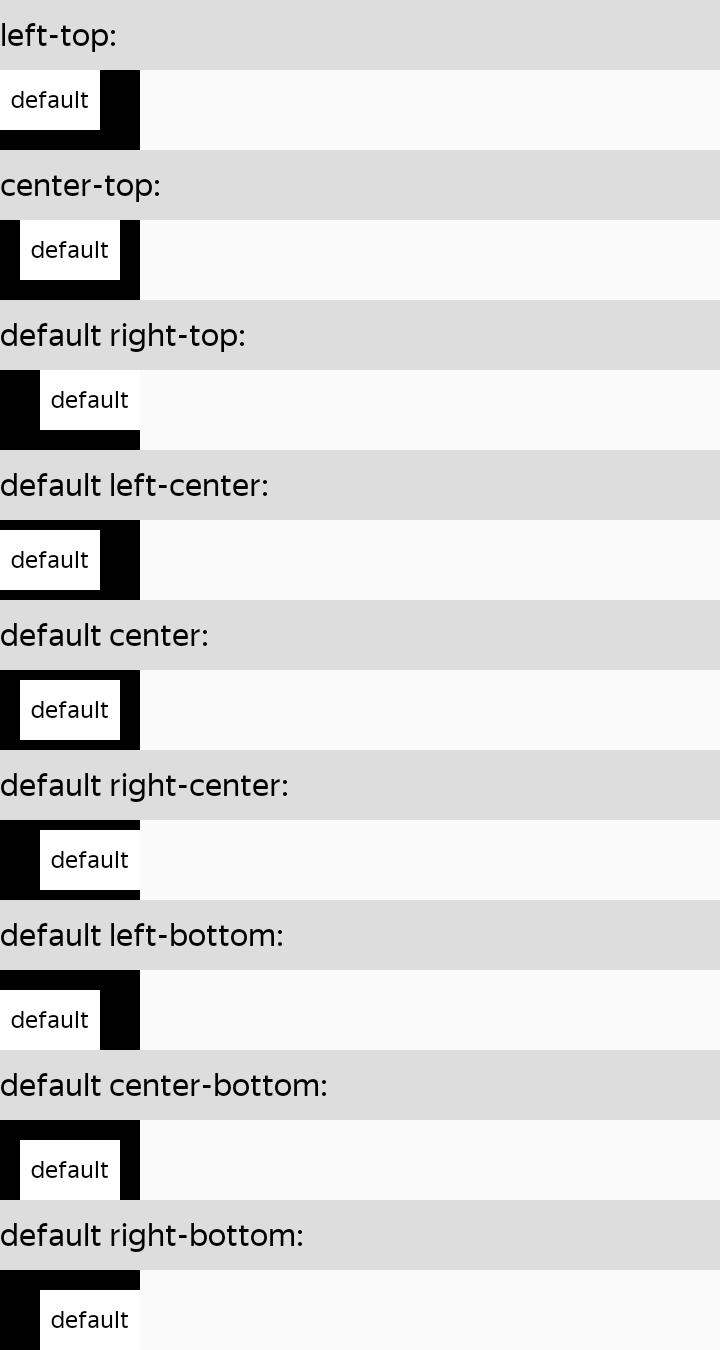 left-top:
default
center-top:
default
default right-top:
default
default left-center:
default
default center:
default
default right-center:
default
default left-bottom:
default
default center-bottom:
default
default right-bottom:
default